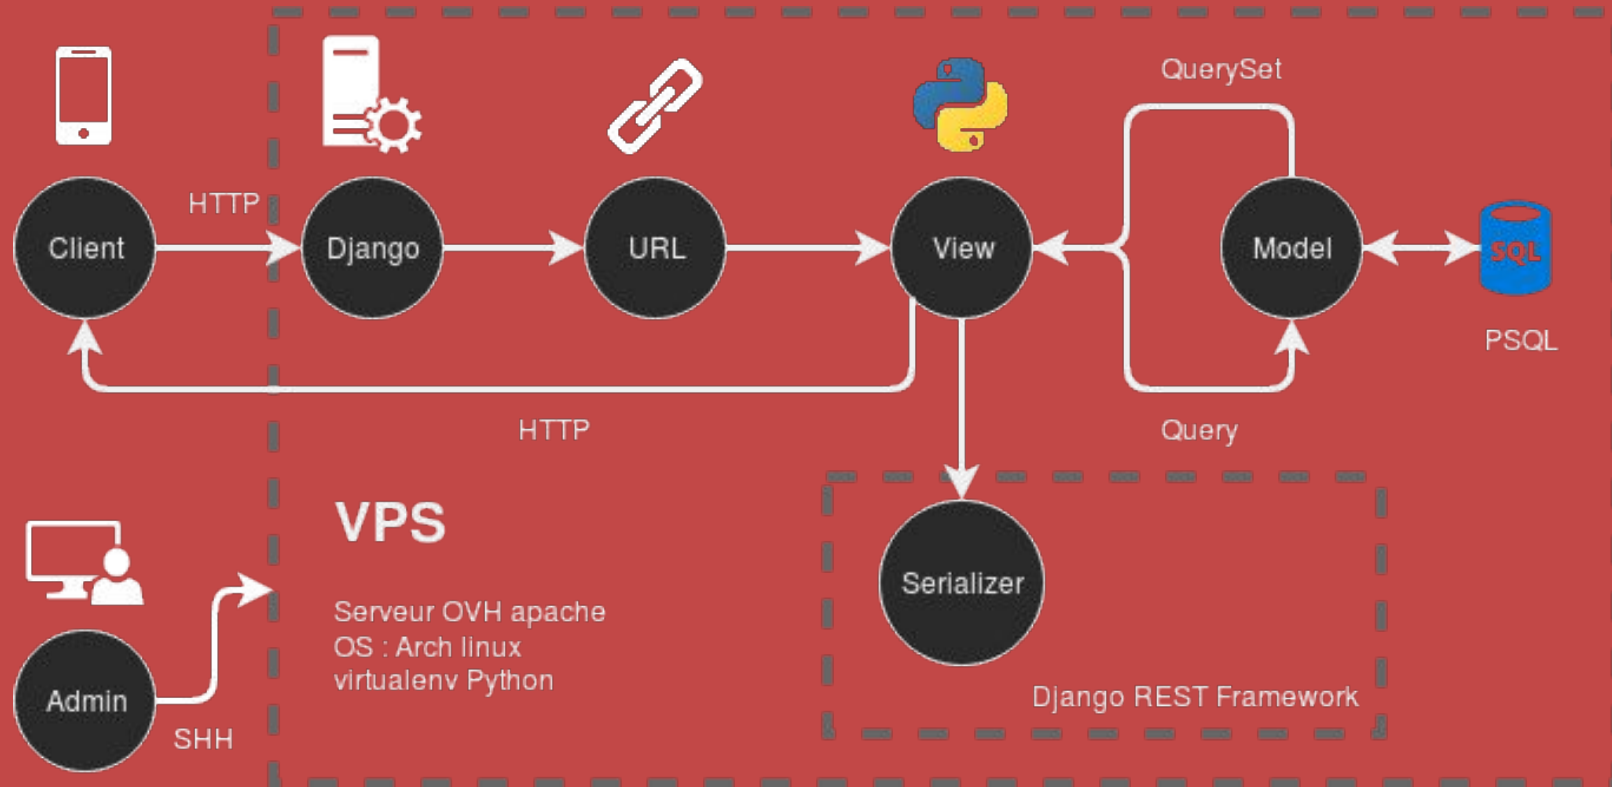 QuerySet
HTTP
Client
Django
URL
View
Model
SQL
PSQL
HTTP
Query
VPS
Serveur OVH apache
OS : Arch linux
virtualenv Python
Serializer
Django REST Framework
Admin
SHH